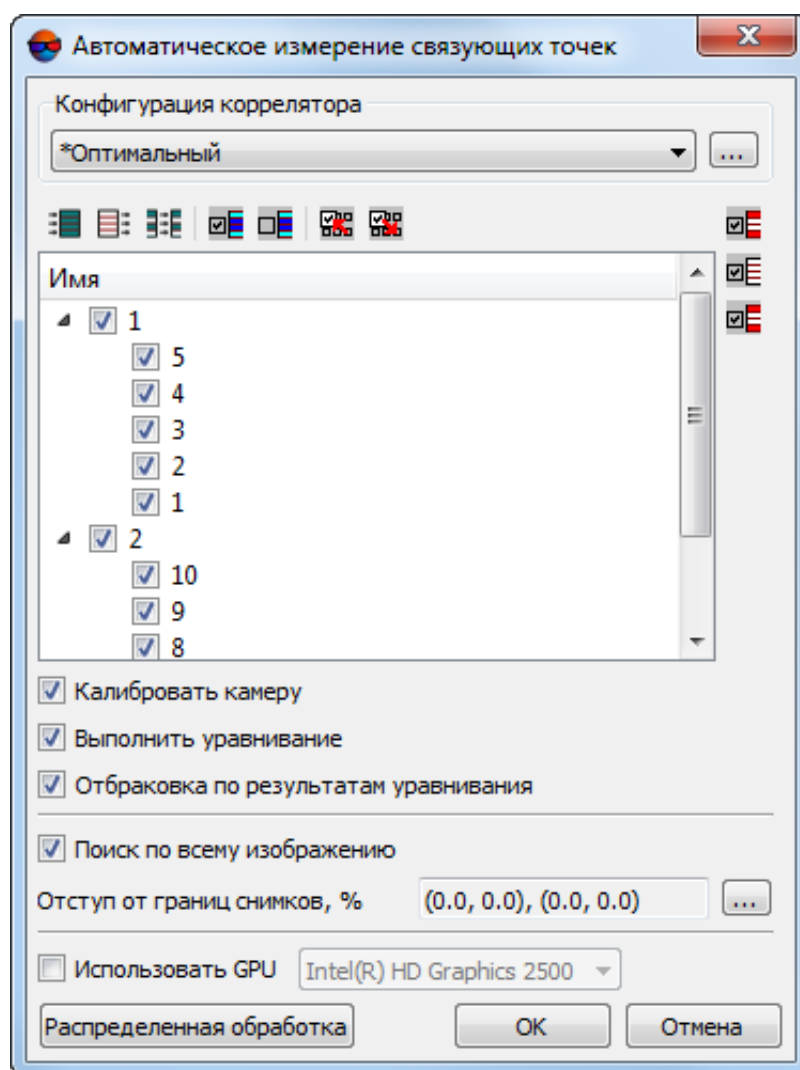 Автоматическое измерение связующих точек
Конфигурация коррелятора
*Оптимальный
...
Имя
1
5
4
3
2
1
2
10
9
8
Калибровать камеру
Выполнить уравнивание
Отбраковка по результатам уравнивания
Поиск по всему изображению
Отступ от границ снимков, % (0.0, 0.0), (0.0, 0.0) ...
Использовать GPU Intel(R) HD Graphics 2500
Распределенная обработка OK Отмена